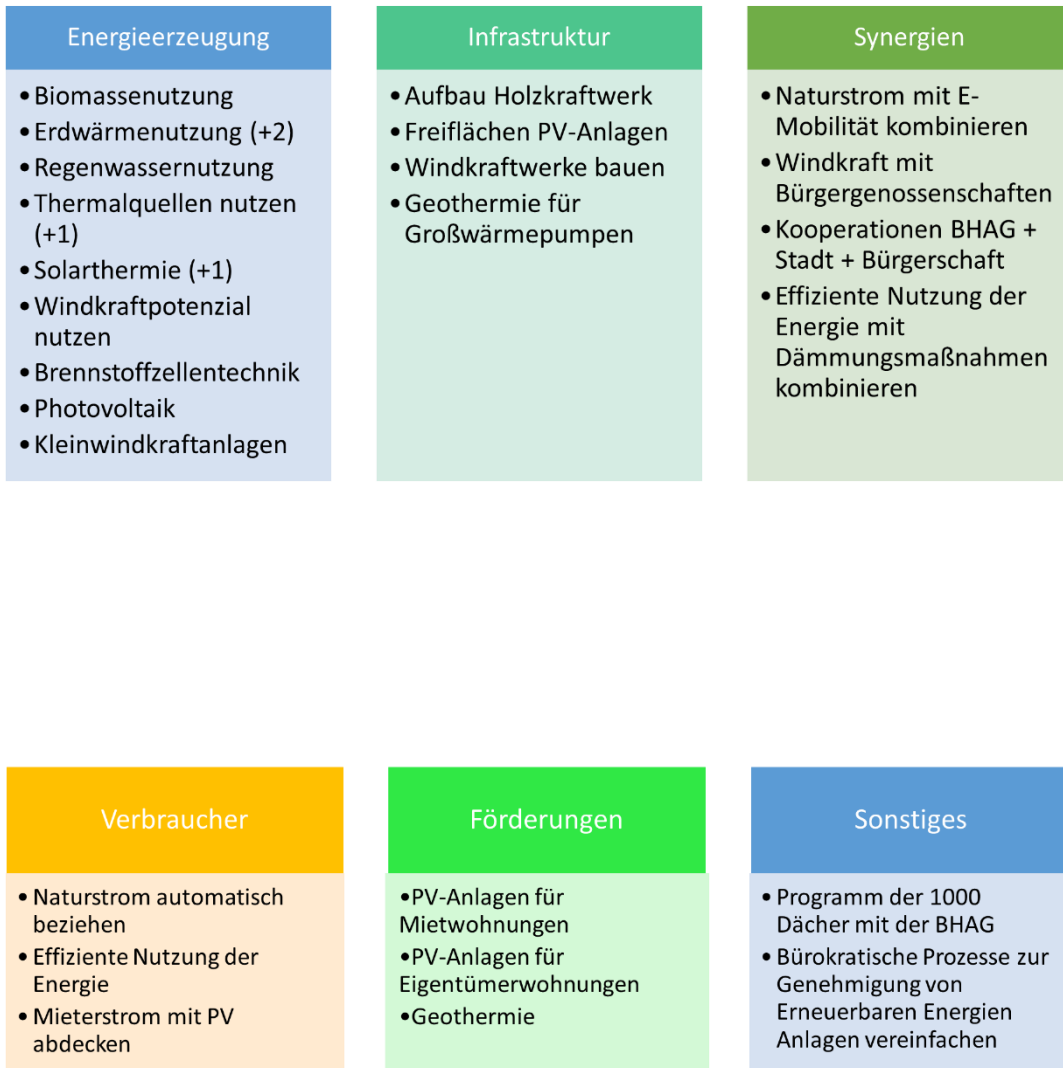 Energieerzeugung
• Biomassenutzung
• Erdwärmenutzung (+2)
• Regenwassernutzung
• Thermalquellen nutzen
(+1)
• Solarthermie (+1)
• Windkraftpotenzial
nutzen
• Brennstoffzellentechnik
• Photovoltaik
• Kleinwindkraftanlagen
Infrastruktur
• Aufbau Holzkraftwerk
• Freiflächen PV-Anlagen
• Windkraftwerke bauen
• Geothermie für
Großwärmepumpen
Synergien
• Naturstrom mit E-
Mobilität kombinieren
• Windkraft mit
Bürgergenossenschaften
• Kooperationen BHAG +
Stadt + Bürgerschaft
• Effiziente Nutzung der
Energie mit
Dämmungsmaßnahmen
kombinieren
Verbraucher
• Naturstrom automatisch
beziehen
• Effiziente Nutzung der
Energie
• Mieterstrom mit PV
abdecken
Förderungen
•PV-Anlagen für
Mietwohnungen
•PV-Anlagen für
Eigentümerwohnungen
•Geothermie
Sonstiges
• Programm der 1000
Dächer mit der BHAG
• Bürokratische Prozesse zur
Genehmigung von
Erneuerbaren Energien
Anlagen vereinfachen